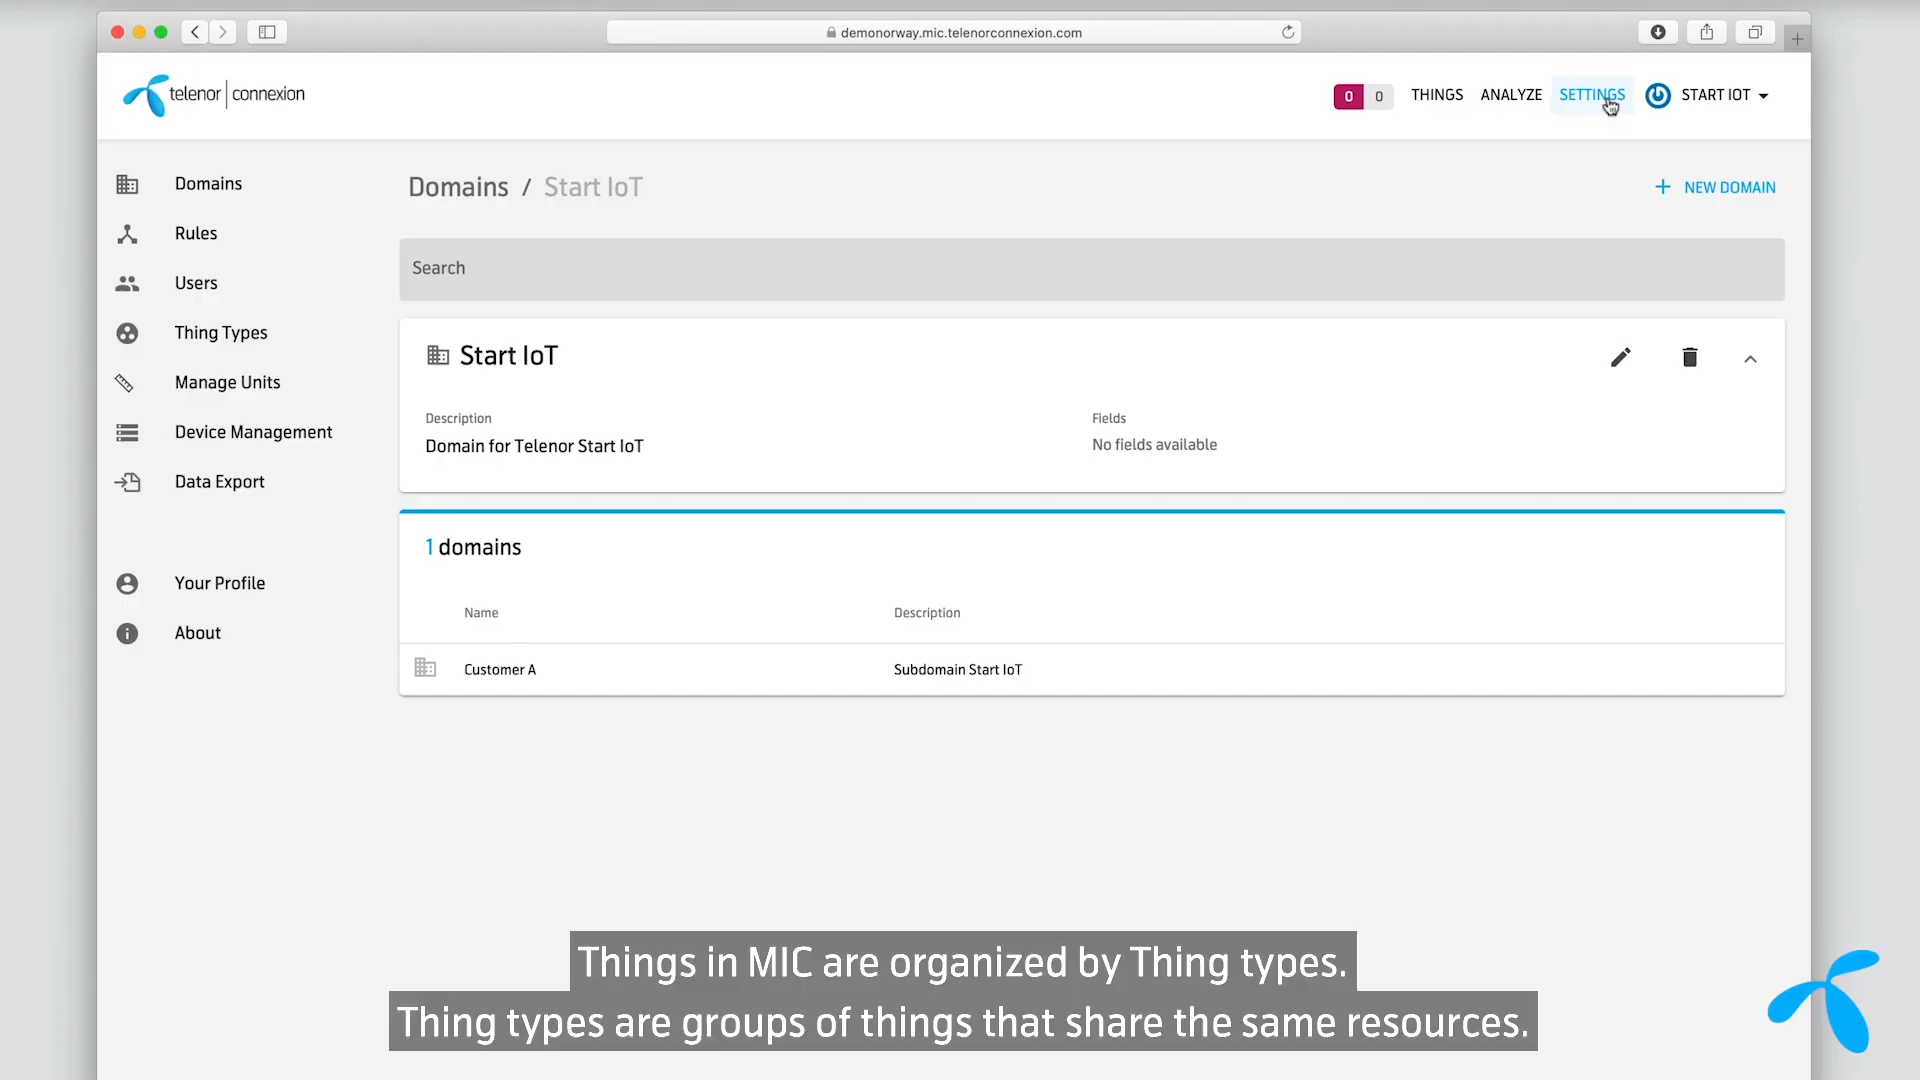 demonorway.mic.telenorconnexion.com
telenor | connexion
0 0 THINGS ANALYZE SETTINGS START IOT
Domains
Rules
Users
Thing Types
Manage Units
Device Management
Data Export
Your Profile
About
Domains / Start IoT
+ NEW DOMAIN
Search
Start IoT
Description
Domain for Telenor Start IoT
Fields
No fields available
1 domains
Name Description
Customer A Subdomain Start IoT
Things in MIC are organized by Thing types.
Thing types are groups of things that share the same resources.